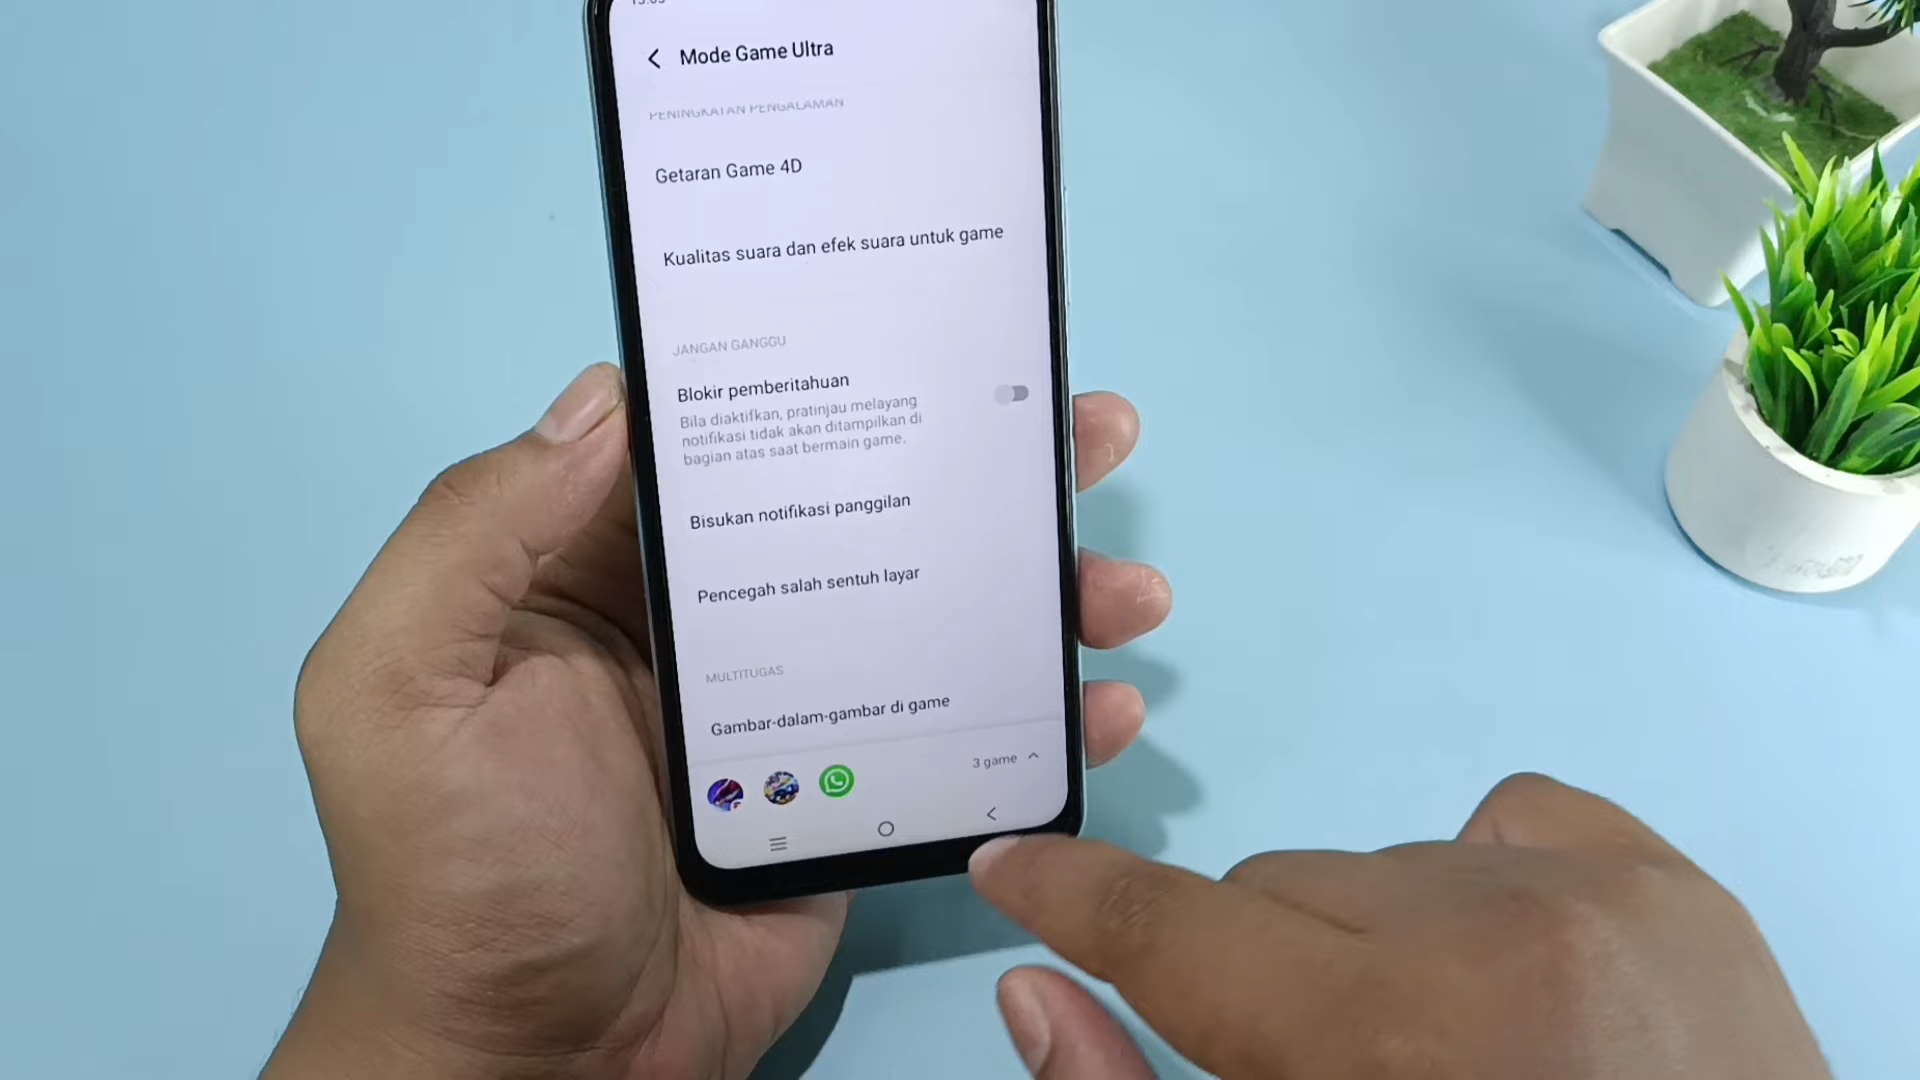 Mode Game Ultra
PENINGKATAN PENGALAMAN
Getaran Game 4D
Kualitas suara dan efek suara untuk game
JANGAN GANGGU
Blokir pemberitahuan
Bila diaktifkan, pratinjau melayang
notifikasi tidak akan ditampilkan di
bagian atas saat bermain game.
Bisukan notifikasi panggilan
Pencegah salah sentuh layar
MULTITUGAS
Gambar-dalam-gambar di game
3 game